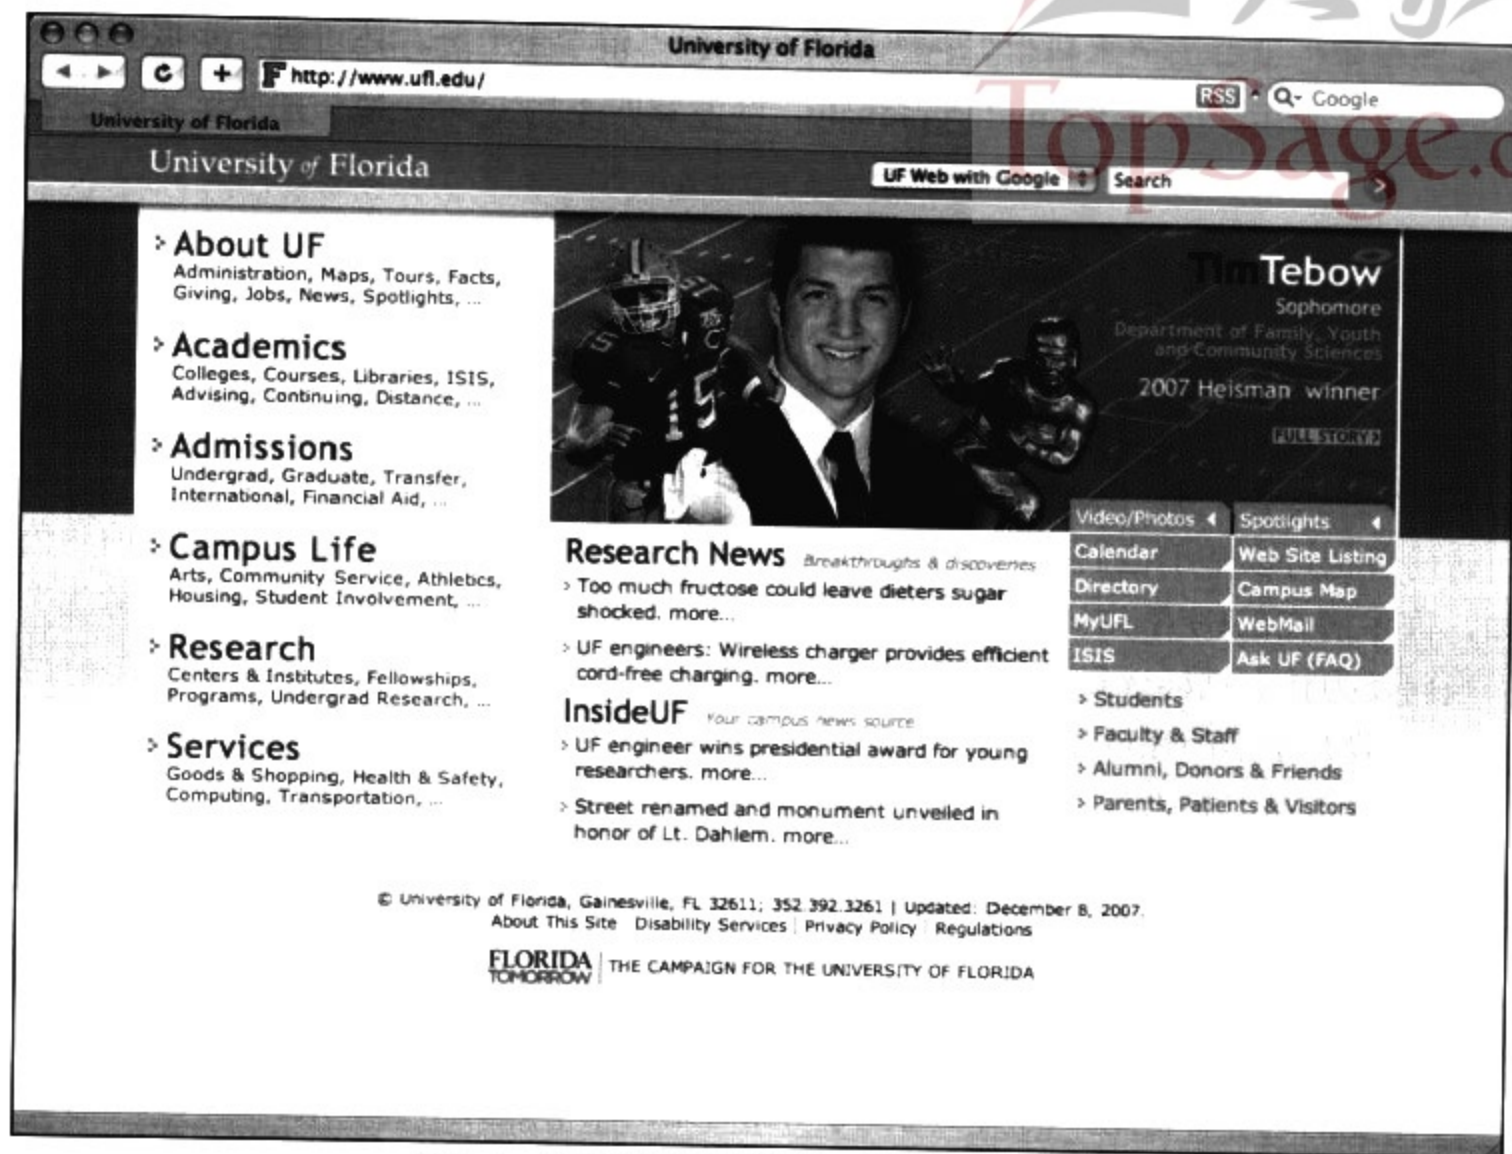 University of Florida
http://www.ufl.edu/
RSS
Google
University of Florida
TopSage.c
University of Florida
UF Web with Google
Search
About UF
Administration, Maps, Tours, Facts,
Giving, Jobs, News, Spotlights, ...
Academics
Colleges, Courses, Libraries, ISIS,
Advising, Continuing, Distance, ...
Admissions
Undergrad, Graduate, Transfer,
International, Financial Aid, ...
Campus Life
Arts, Community Service, Athletics,
Housing, Student Involvement, ...
Research
Centers & Institutes, Fellowships,
Programs, Undergrad Research, ...
Services
Goods & Shopping, Health & Safety,
Computing, Transportation, ...
15
TimTebow
Sophomore
Department of Family, Youth
and Community Sciences
2007 Heisman winner
FULL STORY
Research News Breakthroughs & discoveries
Too much fructose could leave dieters sugar
shocked. more...
UF engineers: Wireless charger provides efficient
cord-free charging. more...
InsideUF Your campus news source
UF engineer wins presidential award for young
researchers. more...
Street renamed and monument unveiled in
honor of Lt. Dahlem. more...
Video/Photos
Spotlights
Calendar
Web Site Listing
Directory
Campus Map
MyUFL
WebMail
ISIS
Ask UF (FAQ)
Students
Faculty & Staff
Alumni, Donors & Friends
Parents, Patients & Visitors
© University of Florida, Gainesville, FL 32611; 352.392.3261 | Updated: December 8, 2007.
About This Site | Disability Services | Privacy Policy | Regulations
FLORIDA
TOMORROW
THE CAMPAIGN FOR THE UNIVERSITY OF FLORIDA